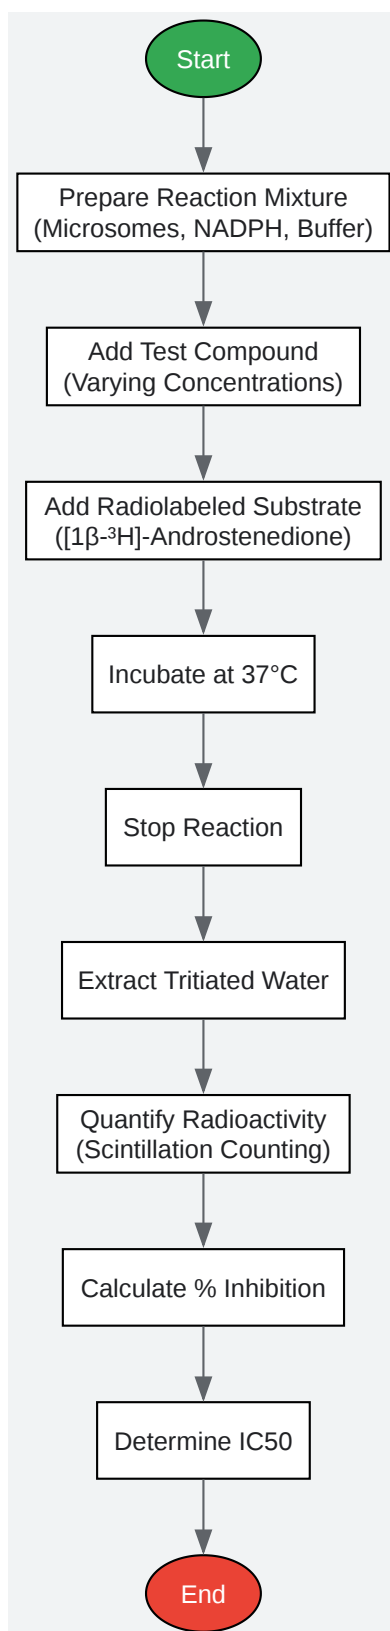 Start
Prepare Reaction Mixture
(Microsomes, NADPH, Buffer)
Add Test Compound
(Varying Concentrations)
Add Radiolabeled Substrate
([1β-³H]-Androstenedione)
Incubate at 37°C
Stop Reaction
Extract Tritiated Water
Quantify Radioactivity
(Scintillation Counting)
Calculate % Inhibition
Determine IC50
End